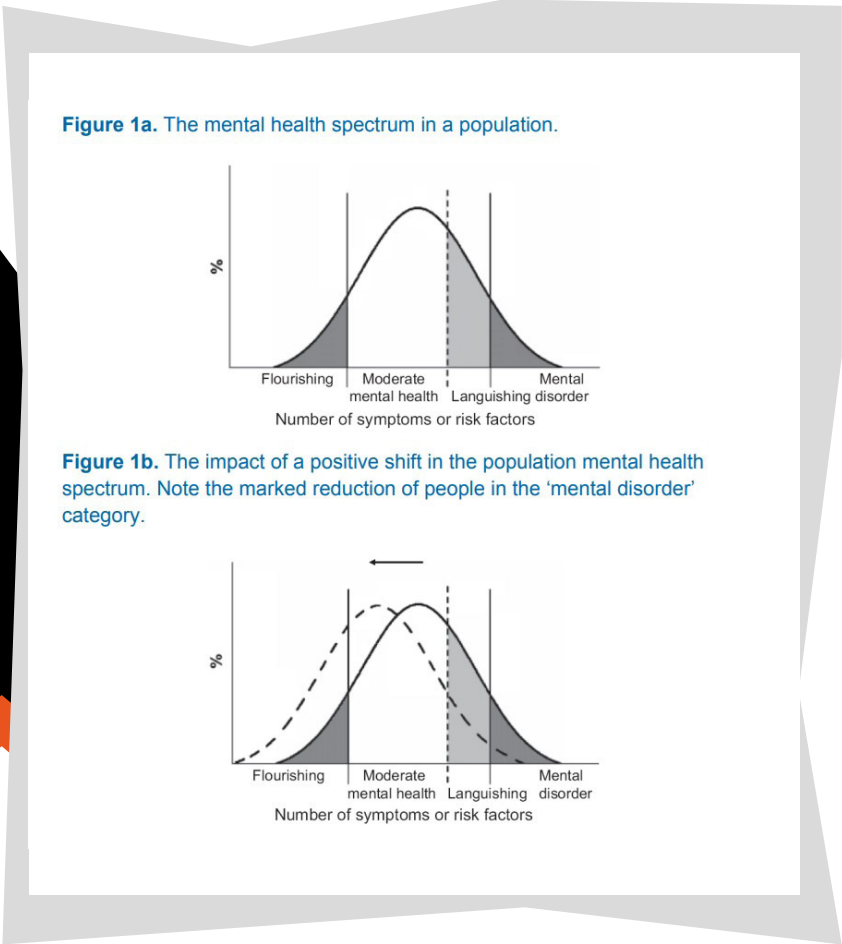 Figure 1a. The mental health spectrum in a population.
%
Flourishing Moderate Mental
mental health Languishing disorder
Number of symptoms or risk factors
Figure 1b. The impact of a positive shift in the population mental health
spectrum. Note the marked reduction of people in the ‘mental disorder’
category.
%
Flourishing Moderate Mental
mental health Languishing disorder
Number of symptoms or risk factors